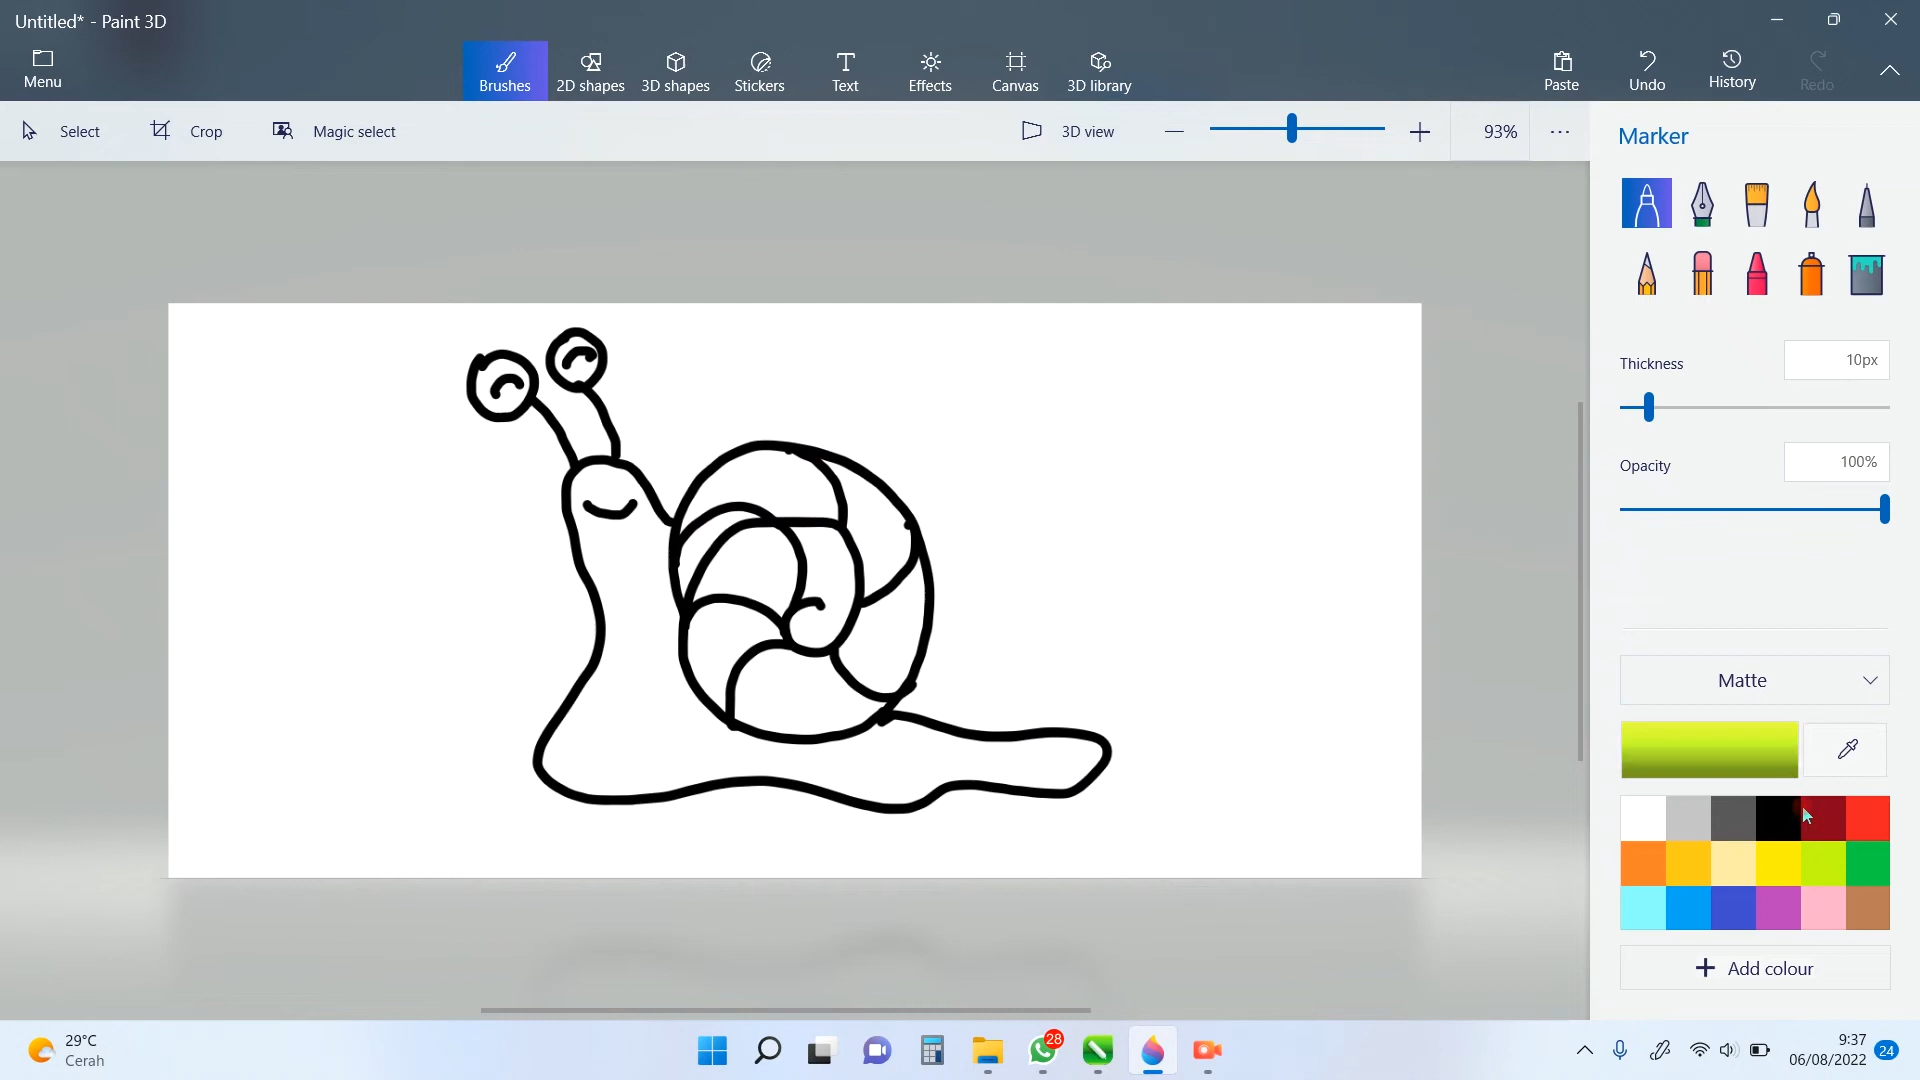 Untitled* - Paint 3D
Menu
Brushes
2D shapes
3D shapes
Stickers
Text
Effects
Canvas
3D library
Paste
Undo
History
Redo
Select
Crop
Magic select
3D view
93%
Marker
Thickness
10px
Opacity
100%
Matte
Add colour
29°C
Cerah
28
9:37
06/08/2022
24